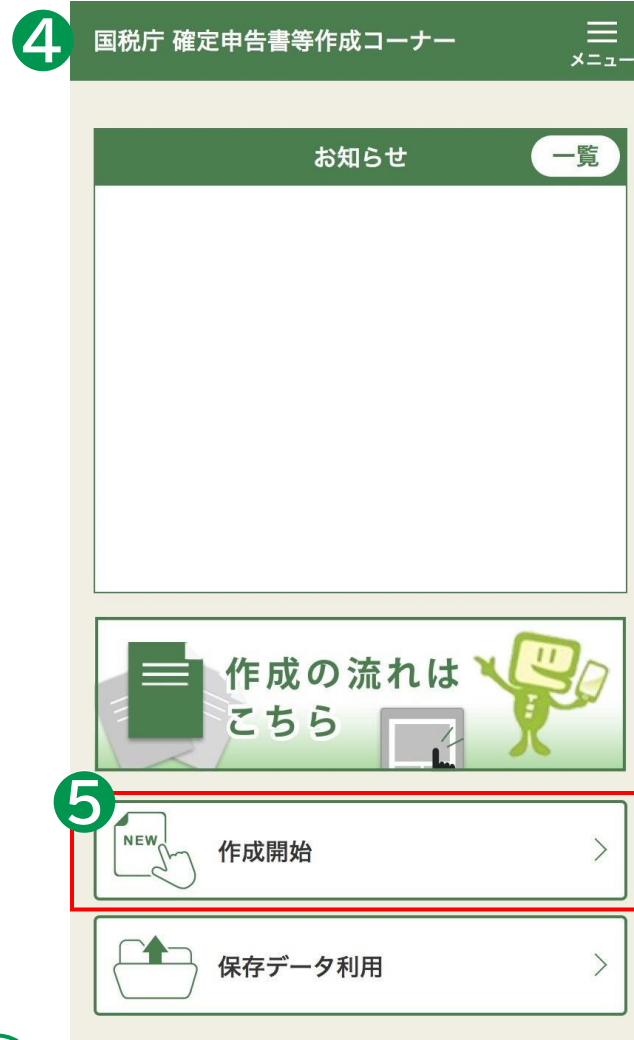 4
国税庁 確定申告書等作成コーナー
メニュー
お知らせ
一覧
作成の流れは
こちら
5
NEW
作成開始
保存データ利用